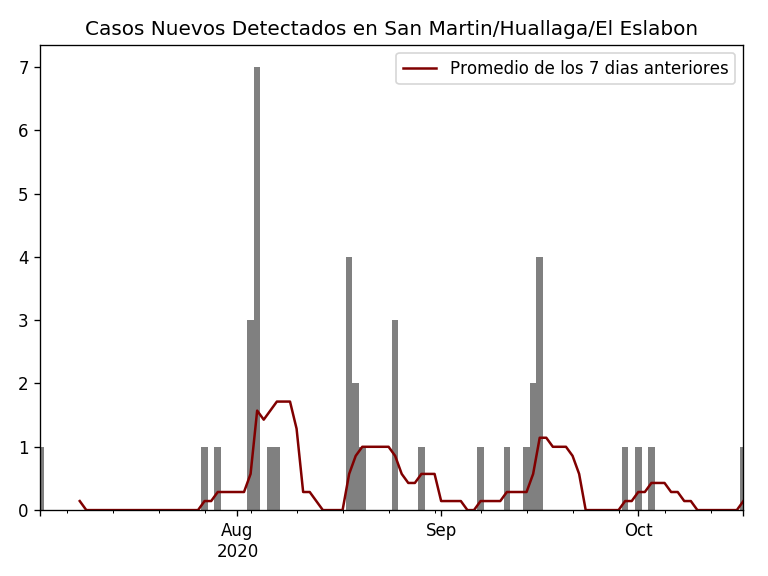 Casos Nuevos Detectados en San Martin/Huallaga/El Eslabon
Promedio de los 7 dias anteriores
7
6
5
4
3
2
1
0
Aug
2020
Sep
Oct